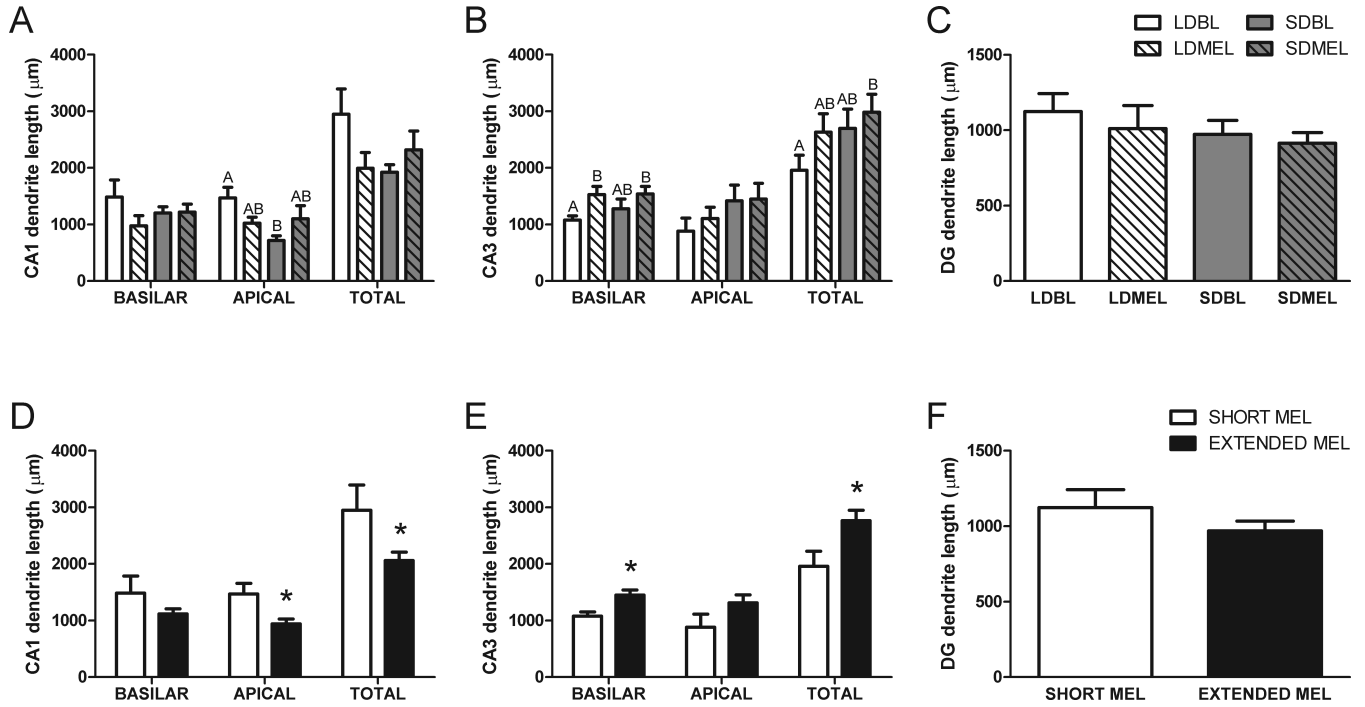 A
CA1 dendrite length (μm)
4000
3000
2000
1000
0
A
AB
B
AB
BASILAR
APICAL
TOTAL
B
CA3 dendrite length (μm)
4000
3000
2000
1000
0
A
B
AB
B
A
AB
AB
B
BASILAR
APICAL
TOTAL
C
LDBL
SDBL
LDMEL
SDMEL
DG dendrite length (μm)
1500
1000
500
0
LDBL
LDMEL
SDBL
SDMEL
D
CA1 dendrite length (μm)
4000
3000
2000
1000
0
*
*
BASILAR
APICAL
TOTAL
E
CA3 dendrite length (μm)
4000
3000
2000
1000
0
*
*
BASILAR
APICAL
TOTAL
F
SHORT MEL
EXTENDED MEL
DG dendrite length (μm)
1500
1000
500
0
SHORT MEL
EXTENDED MEL